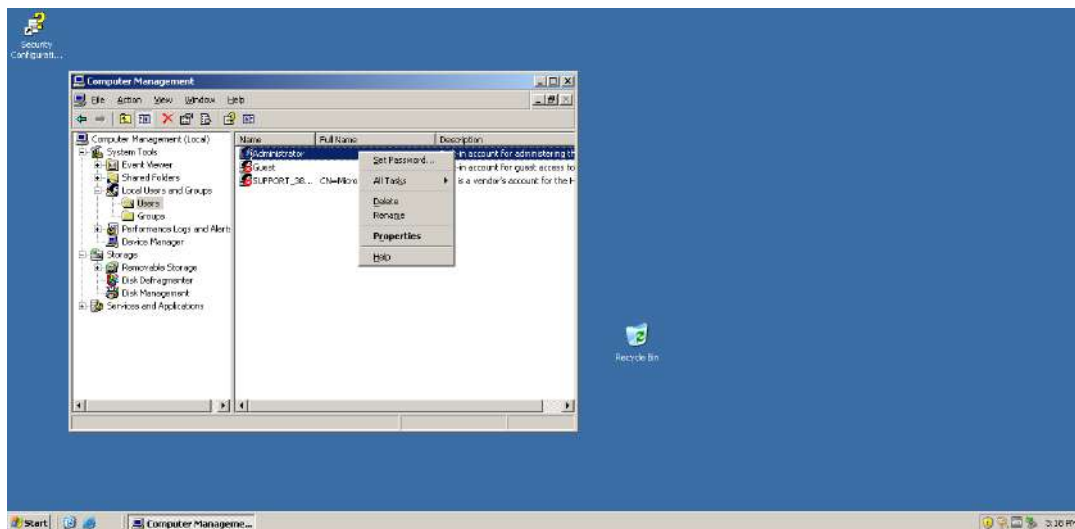 Security
Configurati...
Computer Management
File Action View Window Help
Computer Management (Local)
System Tools
Event Viewer
Shared Folders
Local Users and Groups
Users
Groups
Performance Logs and Alerts
Device Manager
Storage
Removable Storage
Disk Defragmenter
Disk Management
Services and Applications
Name Full Name Description
Administrator -in account for administering th
Guest -in account for guest access to
SUPPORT_38... CN=Micro is a vendor's account for the H
Set Password...
All Tasks
Delete
Rename
Properties
Help
Recycle Bin
Start
Computer Manageme...